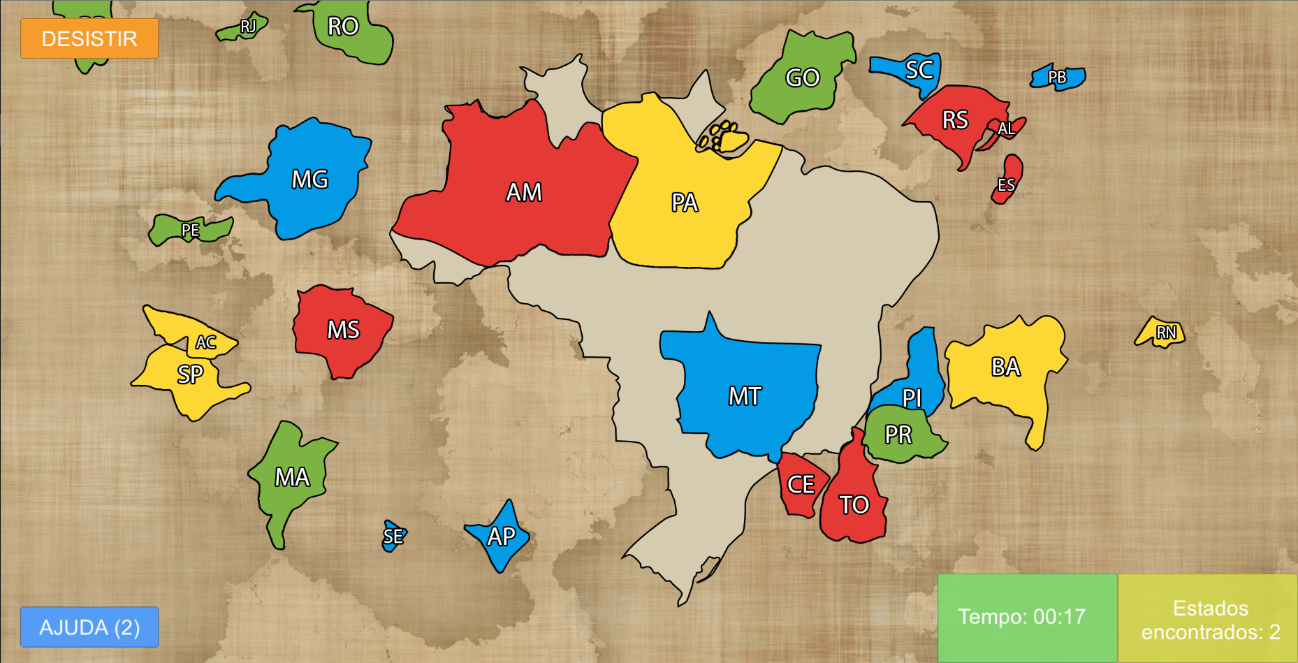 DESISTIR
RJ
RO
GO
SC
PB
RS
AL
MG
AM
PA
ES
PE
MS
AC
SP
MT
PI
BA
RN
PR
MA
CE
TO
SE
AP
AJUDA (2)
Tempo: 00:17
Estados
encontrados: 2